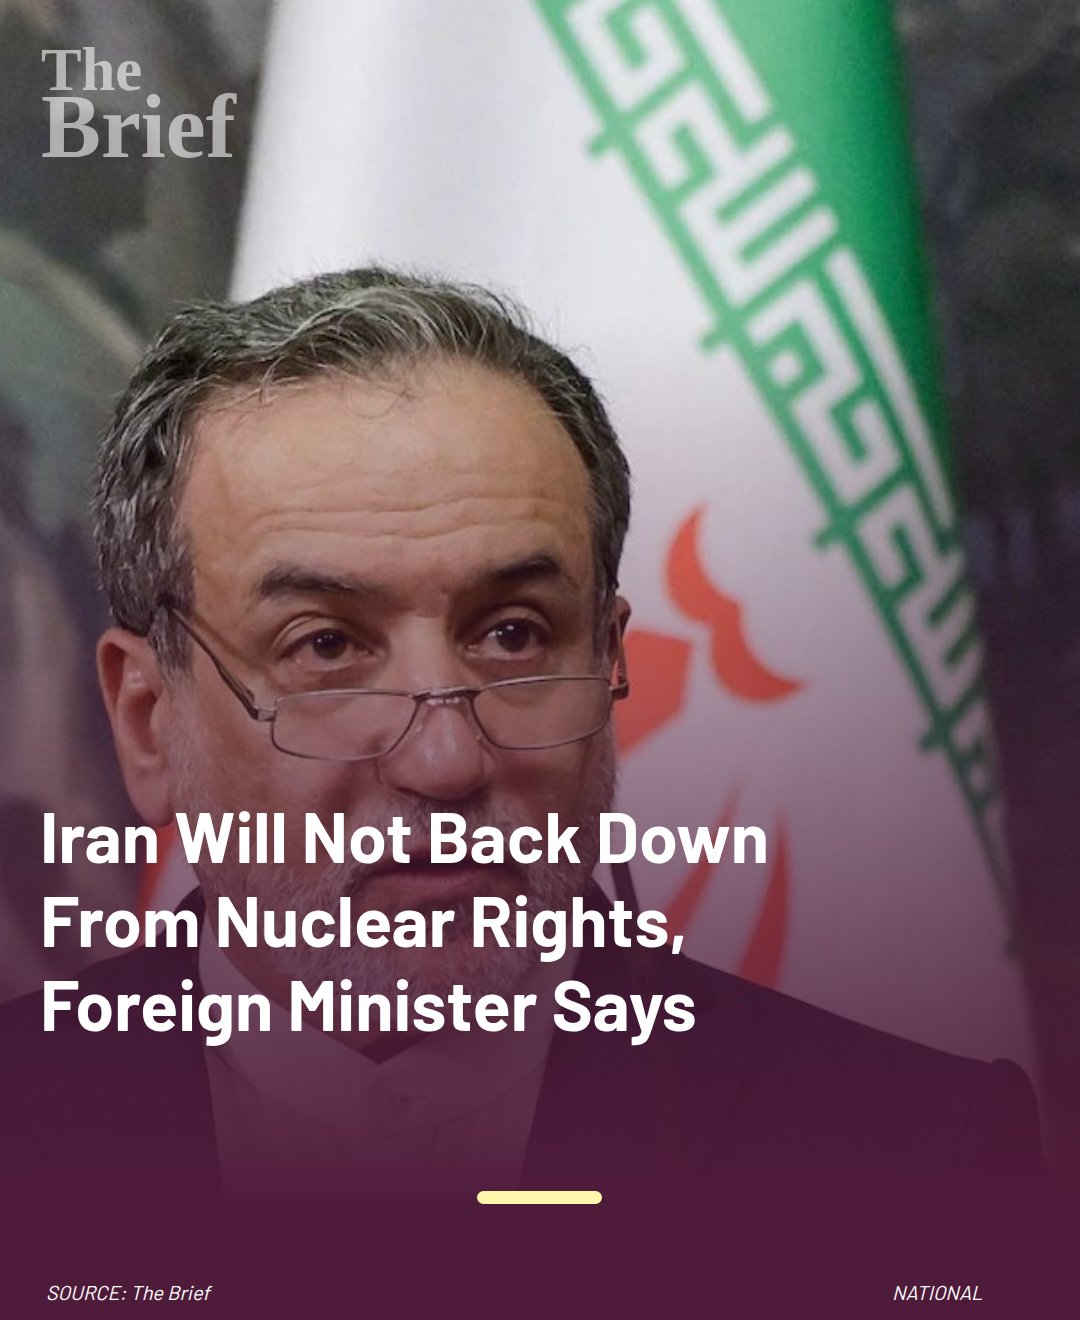 The
Brief
Iran Will Not Back Down
From Nuclear Rights,
Foreign Minister Says
SOURCE: The Brief
NATIONAL